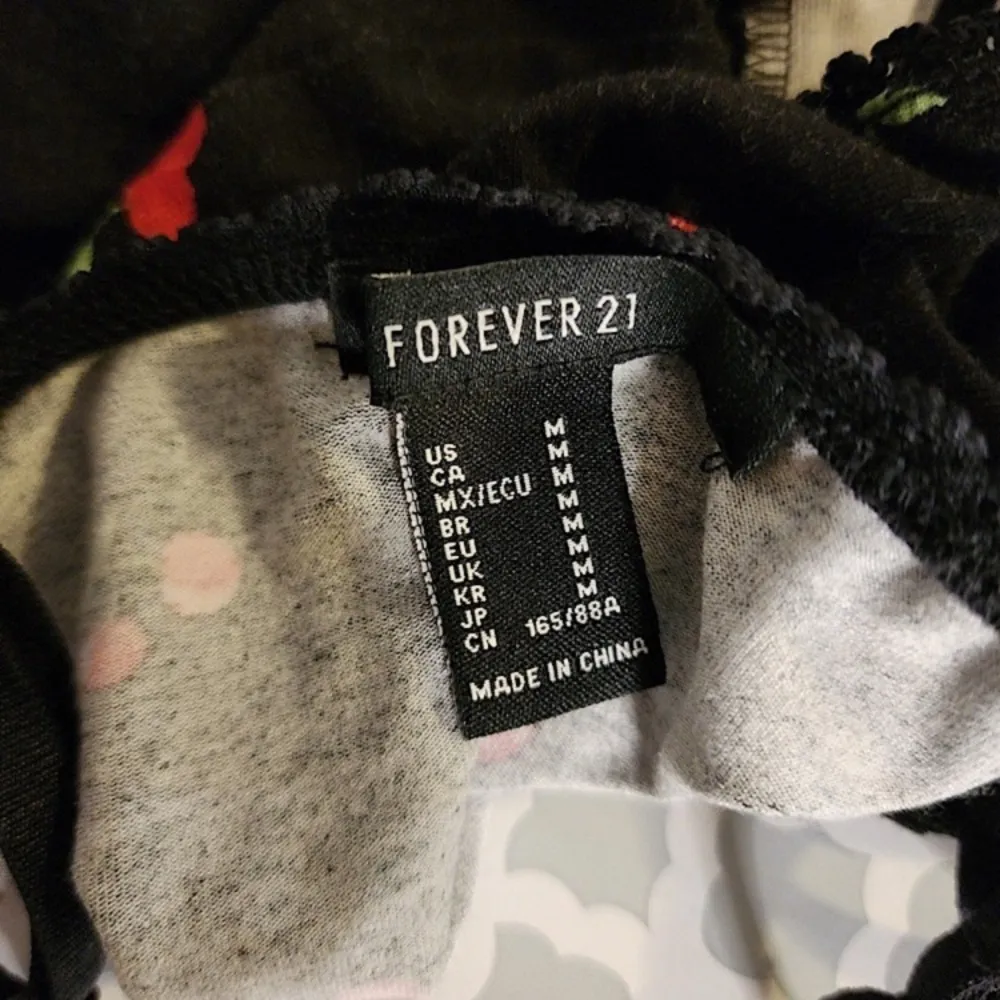 FOREVER 21
US M
CA M
MX/ECU M
BR M
EU M
UK M
KR M
JP M
CN 165/88A
MADE IN CHINA